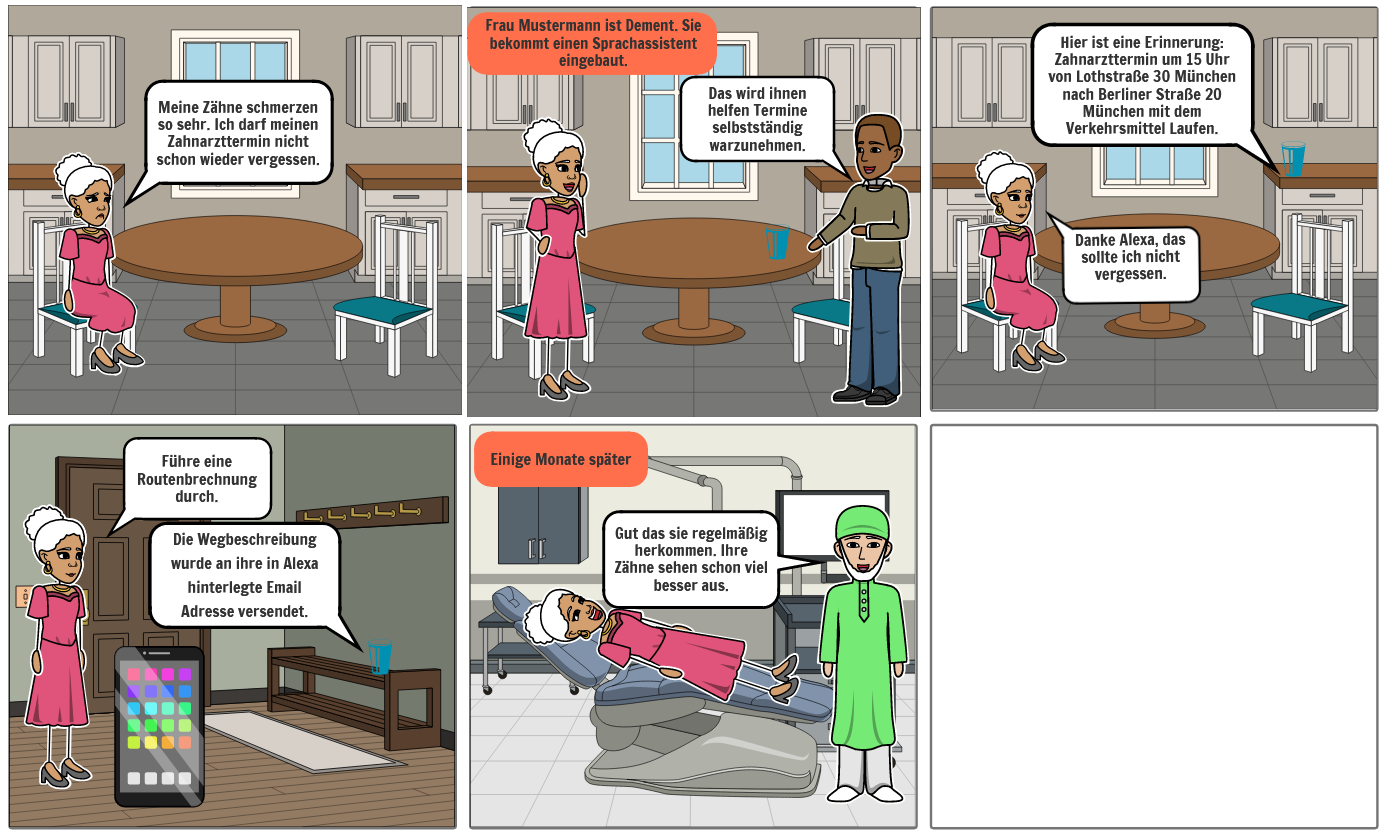 Meine Zähne schmerzen
so sehr. Ich darf meinen
Zahnarzttermin nicht
schon wieder vergessen.
Frau Mustermann ist Dement. Sie
bekommt einen Sprachassistent
eingebaut.
Das wird ihnen
helfen Termine
selbstständig
warzunehmen.
Hier ist eine Erinnerung:
Zahnarzttermin um 15 Uhr
von Lothstraße 30 München
nach Berliner Straße 20
München mit dem
Verkehrsmittel Laufen.
Danke Alexa, das
sollte ich nicht
vergessen.
Führe eine
Routenbrechnung
durch.
Die Wegbeschreibung
wurde an ihre in Alexa
hinterlegte Email
Adresse versendet.
Einige Monate später
Gut das sie regelmäßig
herkommen. Ihre
Zähne sehen schon viel
besser aus.